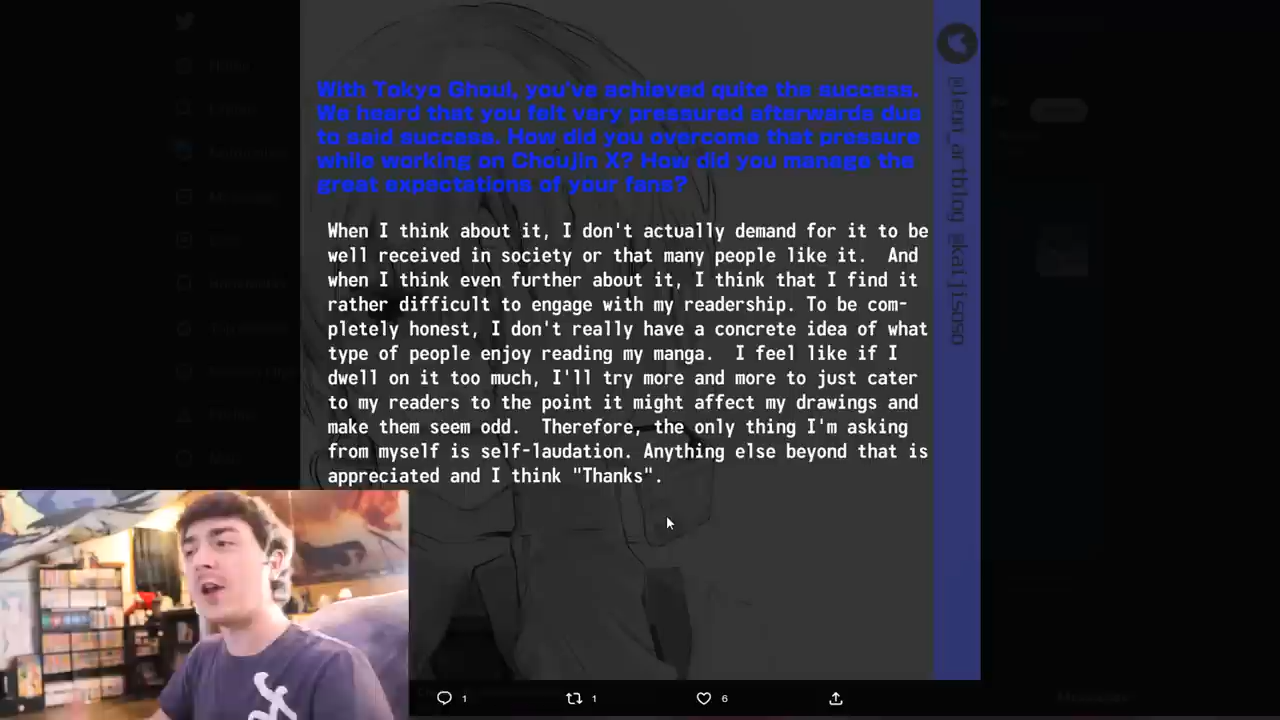 With Tokyo Ghoul, you've achieved quite the success.
We heard that you felt very pressured afterwards due
to said success. How did you overcome that pressure
while working on Choujin X? How did you manage the
great expectations of your fans?
When I think about it, I don't actually demand for it to be
well received in society or that many people like it. And
when I think even further about it, I think that I find it
rather difficult to engage with my readership. To be com-
pletely honest, I don't really have a concrete idea of what
type of people enjoy reading my manga. I feel like if I
dwell on it too much, I'll try more and more to just cater
to my readers to the point it might affect my drawings and
make them seem odd. Therefore, the only thing I'm asking
from myself is self-laudation. Anything else beyond that is
appreciated and I think "Thanks".
@leon_artblog @kaijisoso
1
1
6